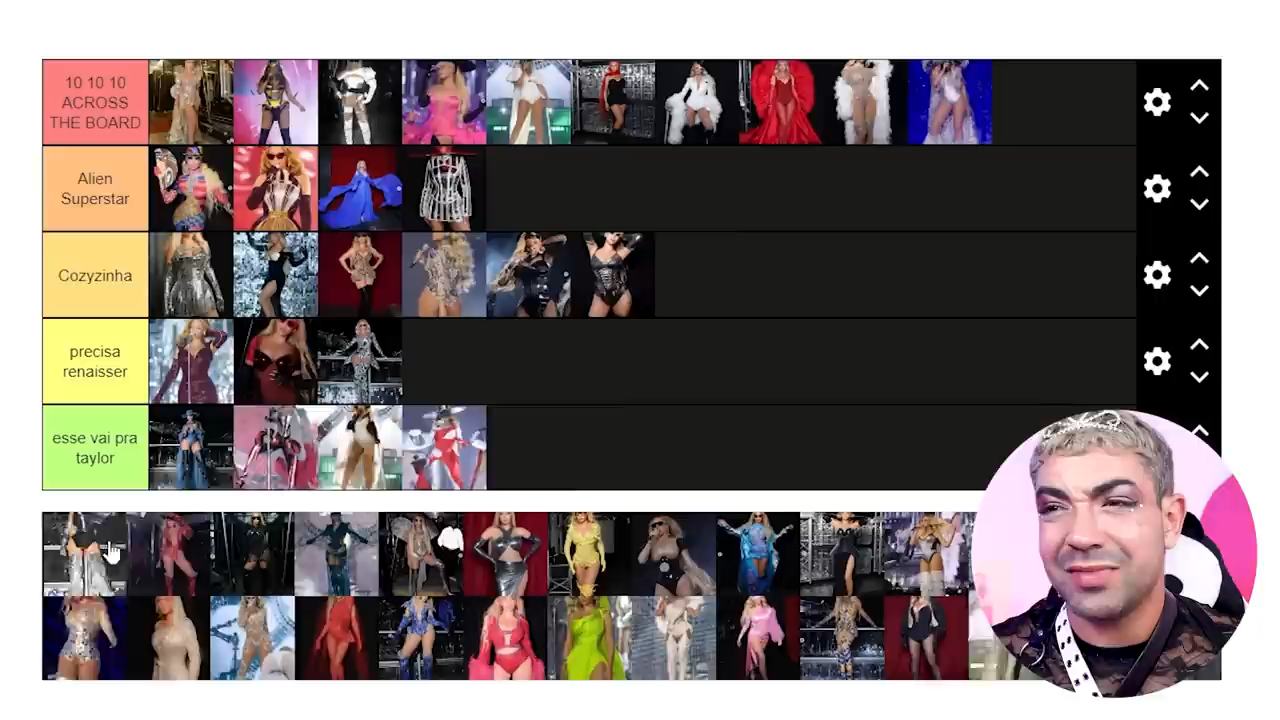 10 10 10
ACROSS
THE BOARD
Alien
Superstar
Cozyzinha
precisa
renaisser
esse vai pra
taylor